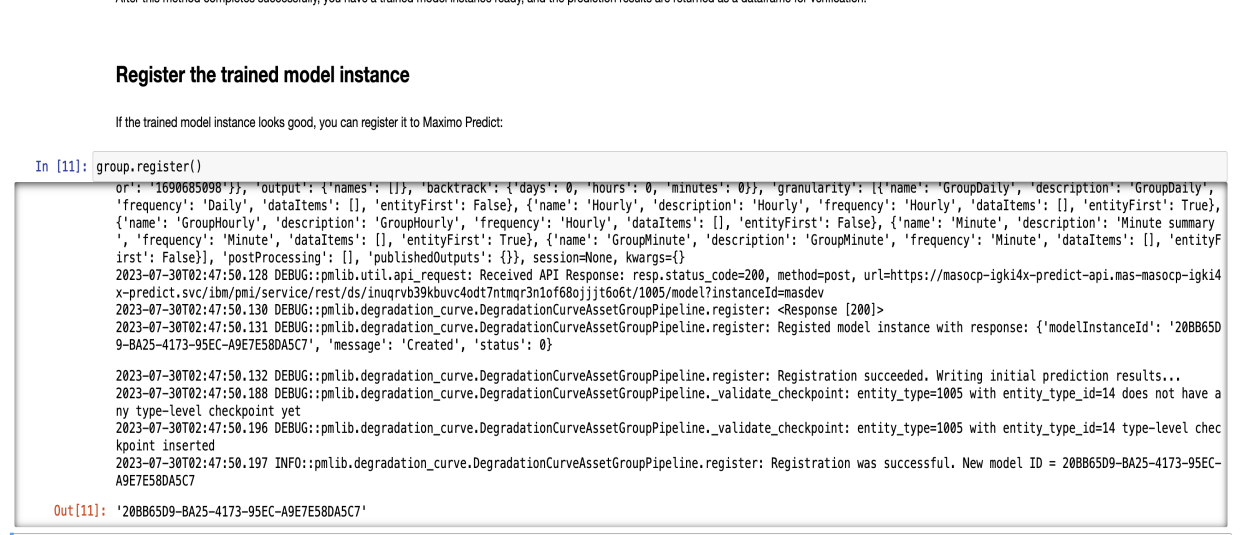 After this method completes successfully, you have a trained model instance ready, and the prediction results are returned as a dataframe for verification.
Register the trained model instance
If the trained model instance looks good, you can register it to Maximo Predict:
In [11]: group.register()
or': '1690685098'}}, 'output': {'names': []}, 'backtrack': {'days': 0, 'hours': 0, 'minutes': 0}}, 'granularity': [{'name': 'GroupDaily', 'description': 'GroupDaily',
'frequency': 'Daily', 'dataItems': [], 'entityFirst': False}, {'name': 'Hourly', 'description': 'Hourly', 'frequency': 'Hourly', 'dataItems': [], 'entityFirst': True},
{'name': 'GroupHourly', 'description': 'GroupHourly', 'frequency': 'Hourly', 'dataItems': [], 'entityFirst': False}, {'name': 'Minute', 'description': 'Minute summary
', 'frequency': 'Minute', 'dataItems': [], 'entityFirst': True}, {'name': 'GroupMinute', 'description': 'GroupMinute', 'frequency': 'Minute', 'dataItems': [], 'entityF
irst': False}], 'postProcessing': [], 'publishedOutputs': {}}, session=None, kwargs={}
2023-07-30T02:47:50.128 DEBUG::pmlib.util.api_request: Received API Response: resp.status_code=200, method=post, url=https://masocp-igki4x-predict-api.mas-masocp-igki4
x-predict.svc/ibm/pmi/service/rest/ds/inuqrvb39kbuvc4odt7ntmqr3n1of68ojjjt6o6t/1005/model?instanceId=masdev
2023-07-30T02:47:50.130 DEBUG::pmlib.degradation_curve.DegradationCurveAssetGroupPipeline.register: <Response [200]>
2023-07-30T02:47:50.131 DEBUG::pmlib.degradation_curve.DegradationCurveAssetGroupPipeline.register: Registed model instance with response: {'modelInstanceId': '20BB65D
9-BA25-4173-95EC-A9E7E58DA5C7', 'message': 'Created', 'status': 0}
2023-07-30T02:47:50.132 DEBUG::pmlib.degradation_curve.DegradationCurveAssetGroupPipeline.register: Registration succeeded. Writing initial prediction results...
2023-07-30T02:47:50.188 DEBUG::pmlib.degradation_curve.DegradationCurveAssetGroupPipeline._validate_checkpoint: entity_type=1005 with entity_type_id=14 does not have a
ny type-level checkpoint yet
2023-07-30T02:47:50.196 DEBUG::pmlib.degradation_curve.DegradationCurveAssetGroupPipeline._validate_checkpoint: entity_type=1005 with entity_type_id=14 type-level chec
kpoint inserted
2023-07-30T02:47:50.197 INFO::pmlib.degradation_curve.DegradationCurveAssetGroupPipeline.register: Registration was successful. New model ID = 20BB65D9-BA25-4173-95EC-
A9E7E58DA5C7
Out[11]: '20BB65D9-BA25-4173-95EC-A9E7E58DA5C7'